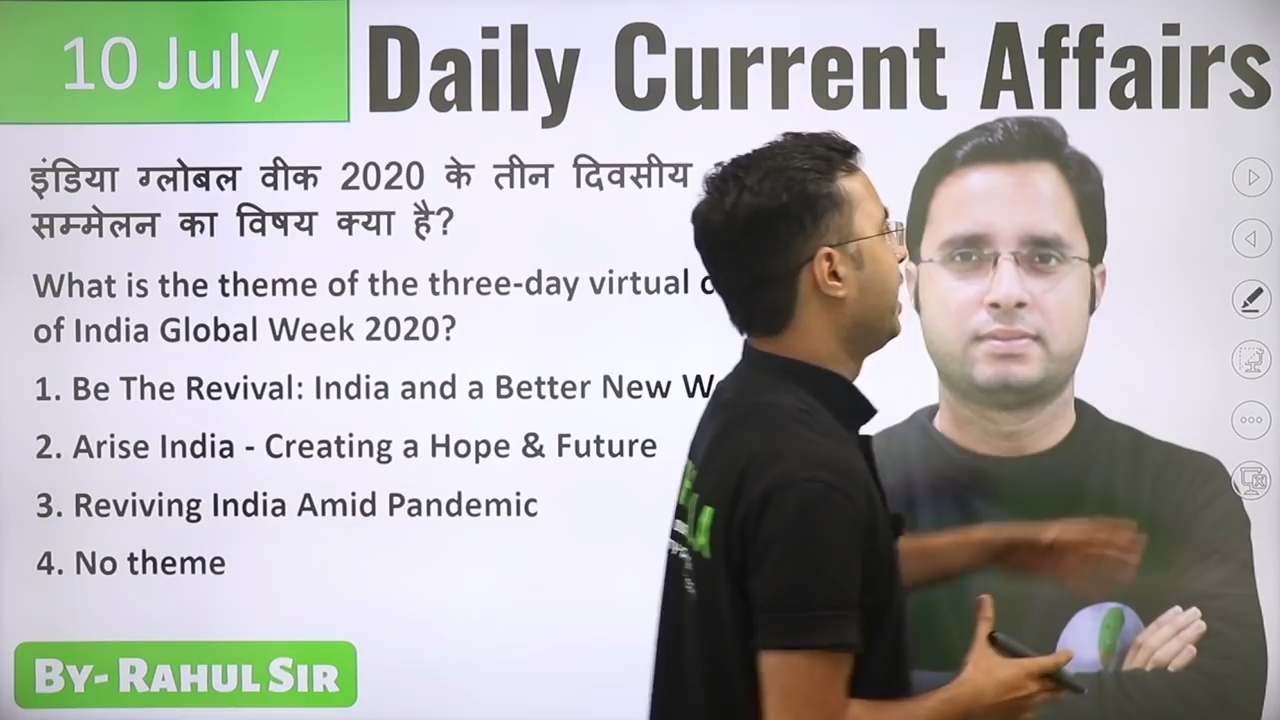 10 July
Daily Current Affairs
इंडिया ग्लोबल वीक 2020 के तीन दिवसीय
सम्मेलन का विषय क्या है?
What is the theme of the three-day virtual
of India Global Week 2020?
1. Be The Revival: India and a Better New
2. Arise India - Creating a Hope & Future
3. Reviving India Amid Pandemic
4. No theme
BY- RAHUL SIR